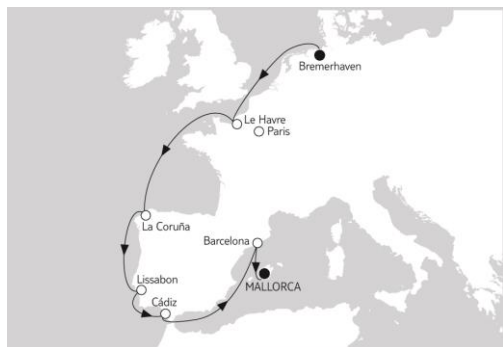 Bremerhaven
Le Havre
Paris
La Coruña
Barcelona
MALLORCA
Lissabon
Cádiz